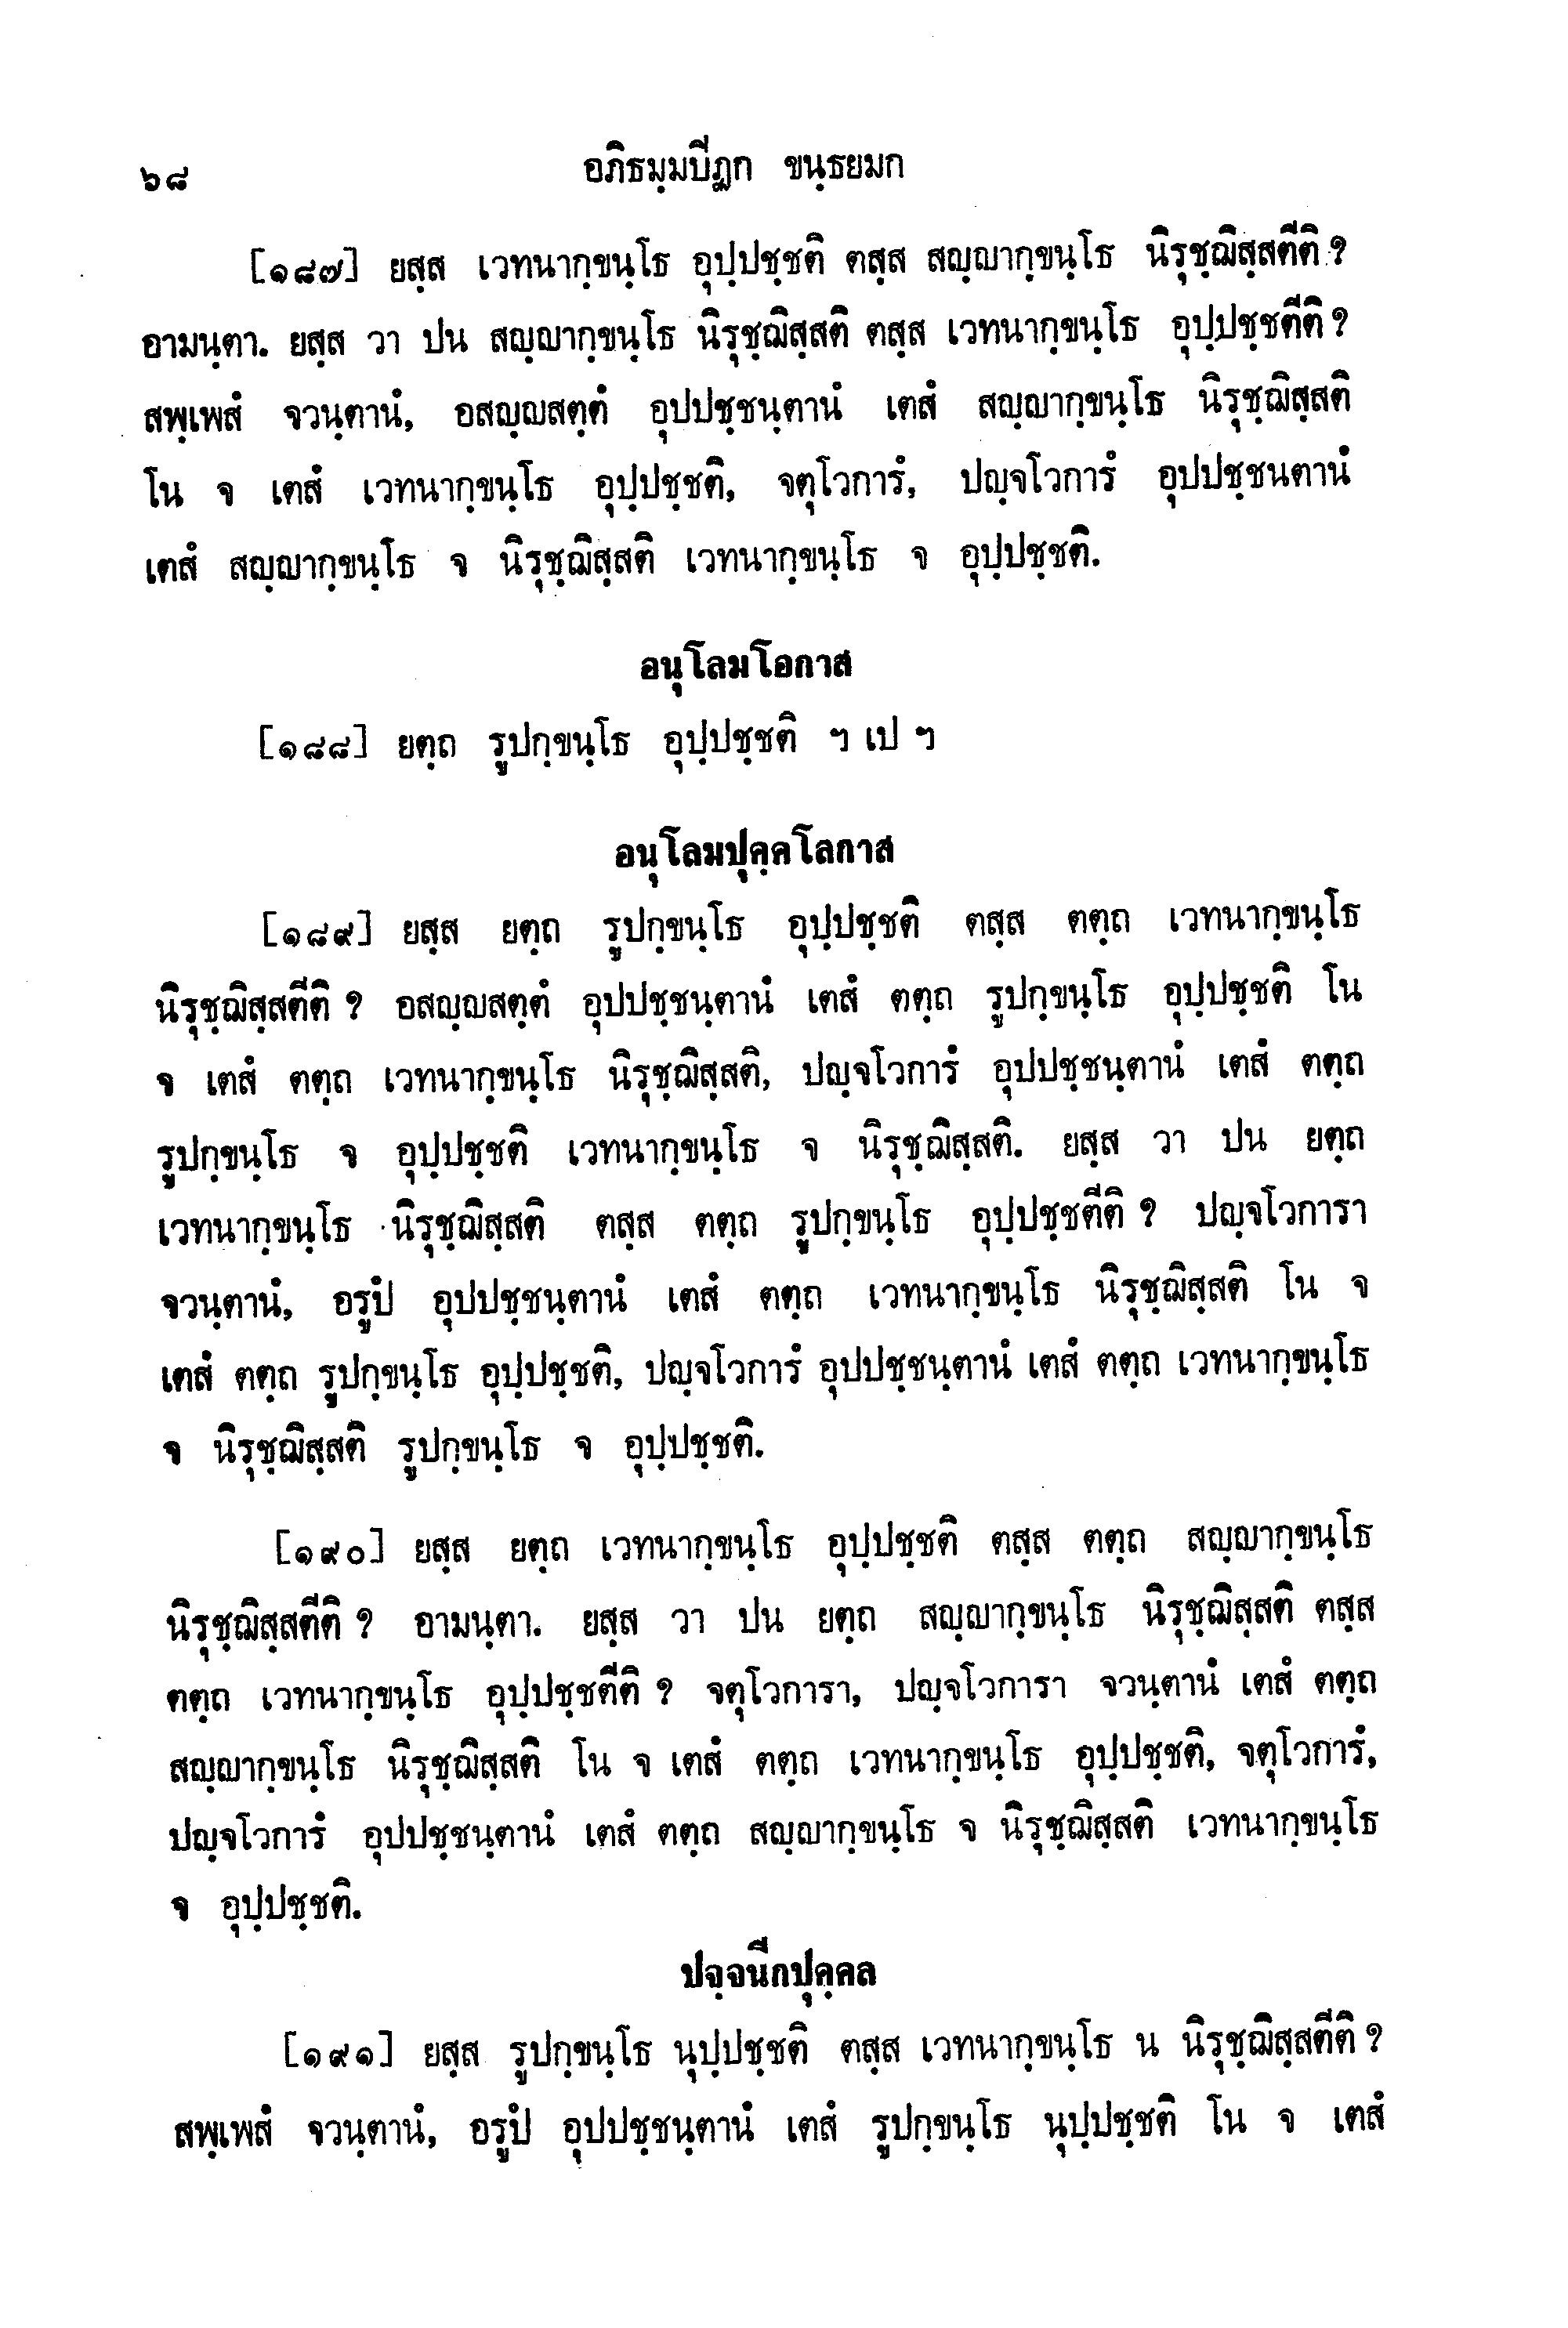 ๖๘ อภิธมฺมปีฏก ขนฺธยมก
[๑๘๗] ยสฺส เวทนากฺขนฺโธ อุปฺปชฺชติ ตสฺส สญฺญากฺขนฺโธ นิรุชฺฌิสฺสตีติ ?
อามนฺตา. ยสฺส วา ปน สญฺญากฺขนฺโธ นิรุชฺฌิสฺสติ ตสฺส เวทนากฺขนฺโธ อุปฺปชฺชตีติ ?
สพฺเพสํ จวนฺตานํ, อสญฺญสตฺตํ อุปปชฺชนฺตานํ เตสํ สญฺญากฺขนฺโธ นิรุชฺฌิสฺสติ
โน จ เตสํ เวทนากฺขนฺโธ อุปฺปชฺชติ, จตุโวการํ, ปญฺจโวการํ อุปปชฺชนตานํ
เตสํ สญฺญากฺขนฺโธ จ นิรุชฺฌิสฺสติ เวทนากฺขนฺโธ จ อุปฺปชฺชติ.
อนุโลมโอกาส
[๑๘๘] ยตฺถ รูปกฺขนฺโธ อุปฺปชฺชติ ฯ เป ฯ
อนุโลมปุคฺคโลกาส
[๑๘๙] ยสฺส ยตฺถ รูปกฺขนฺโธ อุปฺปชฺชติ ตสฺส ตตฺถ เวทนากฺขนฺโธ
นิรุชฺฌิสฺสตีติ ? อสญฺญสตฺตํ อุปปชฺชนฺตานํ เตสํ ตตฺถ รูปกฺขนฺโธ อุปฺปชฺชติ โน
จ เตสํ ตตฺถ เวทนากฺขนฺโธ นิรุชฺฌิสฺสติ, ปญฺจโวการํ อุปปชฺชนฺตานํ เตสํ ตตฺถ
รูปกฺขนฺโธ จ อุปฺปชฺชติ เวทนากฺขนฺโธ จ นิรุชฺฌิสฺสติ. ยสฺส วา ปน ยตฺถ
เวทนากฺขนฺโธ นิรุชฺฌิสฺสติ ตสฺส ตตฺถ รูปกฺขนฺโธ อุปฺปชฺชตีติ ? ปญฺจโวการา
จวนฺตานํ, อรูปํ อุปปชฺชนฺตานํ เตสํ ตตฺถ เวทนากฺขนฺโธ นิรุชฺฌิสฺสติ โน จ
เตสํ ตตฺถ รูปกฺขนฺโธ อุปฺปชฺชติ, ปญฺจโวการํ อุปปชฺชนฺตานํ เตสํ ตตฺถ เวทนากฺขนฺโธ
จ นิรุชฺฌิสฺสติ รูปกฺขนฺโธ จ อุปฺปชฺชติ.
[๑๙๐] ยสฺส ยตฺถ เวทนากฺขนฺโธ อุปฺปชฺชติ ตสฺส ตตฺถ สญฺญากฺขนฺโธ
นิรุชฺฌิสฺสตีติ ? อามนฺตา. ยสฺส วา ปน ยตฺถ สญฺญากฺขนฺโธ นิรุชฺฌิสฺสติ ตสฺส
ตตฺถ เวทนากฺขนฺโธ อุปฺปชฺชตีติ ? จตุโวการา, ปญฺจโวการา จวนฺตานํ เตสํ ตตฺถ
สญฺญากฺขนฺโธ นิรุชฺฌิสฺสติ โน จ เตสํ ตตฺถ เวทนากฺขนฺโธ อุปฺปชฺชติ, จตุโวการํ,
ปญฺจโวการํ อุปปชฺชนฺตานํ เตสํ ตตฺถ สญฺญากฺขนฺโธ จ นิรุชฺฌิสฺสติ เวทนากฺขนฺโธ
จ อุปฺปชฺชติ.
ปจฺจนีกปุคฺคล
[๑๙๑] ยสฺส รูปกฺขนฺโธ นุปฺปชฺชติ ตสฺส เวทนากฺขนฺโธ น นิรุชฺฌิสฺสตีติ ?
สพฺเพสํ จวนฺตานํ, อรูปํ อุปปชฺชนฺตานํ เตสํ รูปกฺขนฺโธ นุปฺปชฺชติ โน จ เตสํ